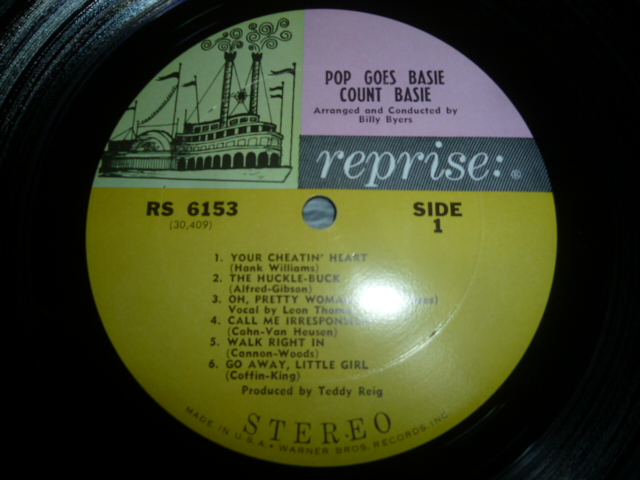 POP GOES BASIE
COUNT BASIE
Arranged and Conducted by
Billy Byers
reprise: ®
RS 6153
(30,409)
SIDE
1
1. YOUR CHEATIN' HEART
(Hank Williams)
2. THE HUCKLE-BUCK
(Alfred-Gibson)
3. OH, PRETTY
Vocal by Leon
4. CALL ME
(Cahn-Van Heusen)
5. WALK RIGHT IN
(Cannon-Woods)
6. GO AWAY, LITTLE GIRL
(Goffin-King)
Produced by Teddy Reig
STEREO
MADE IN U.S.A. • WARNER BROS. RECORDS, INC.